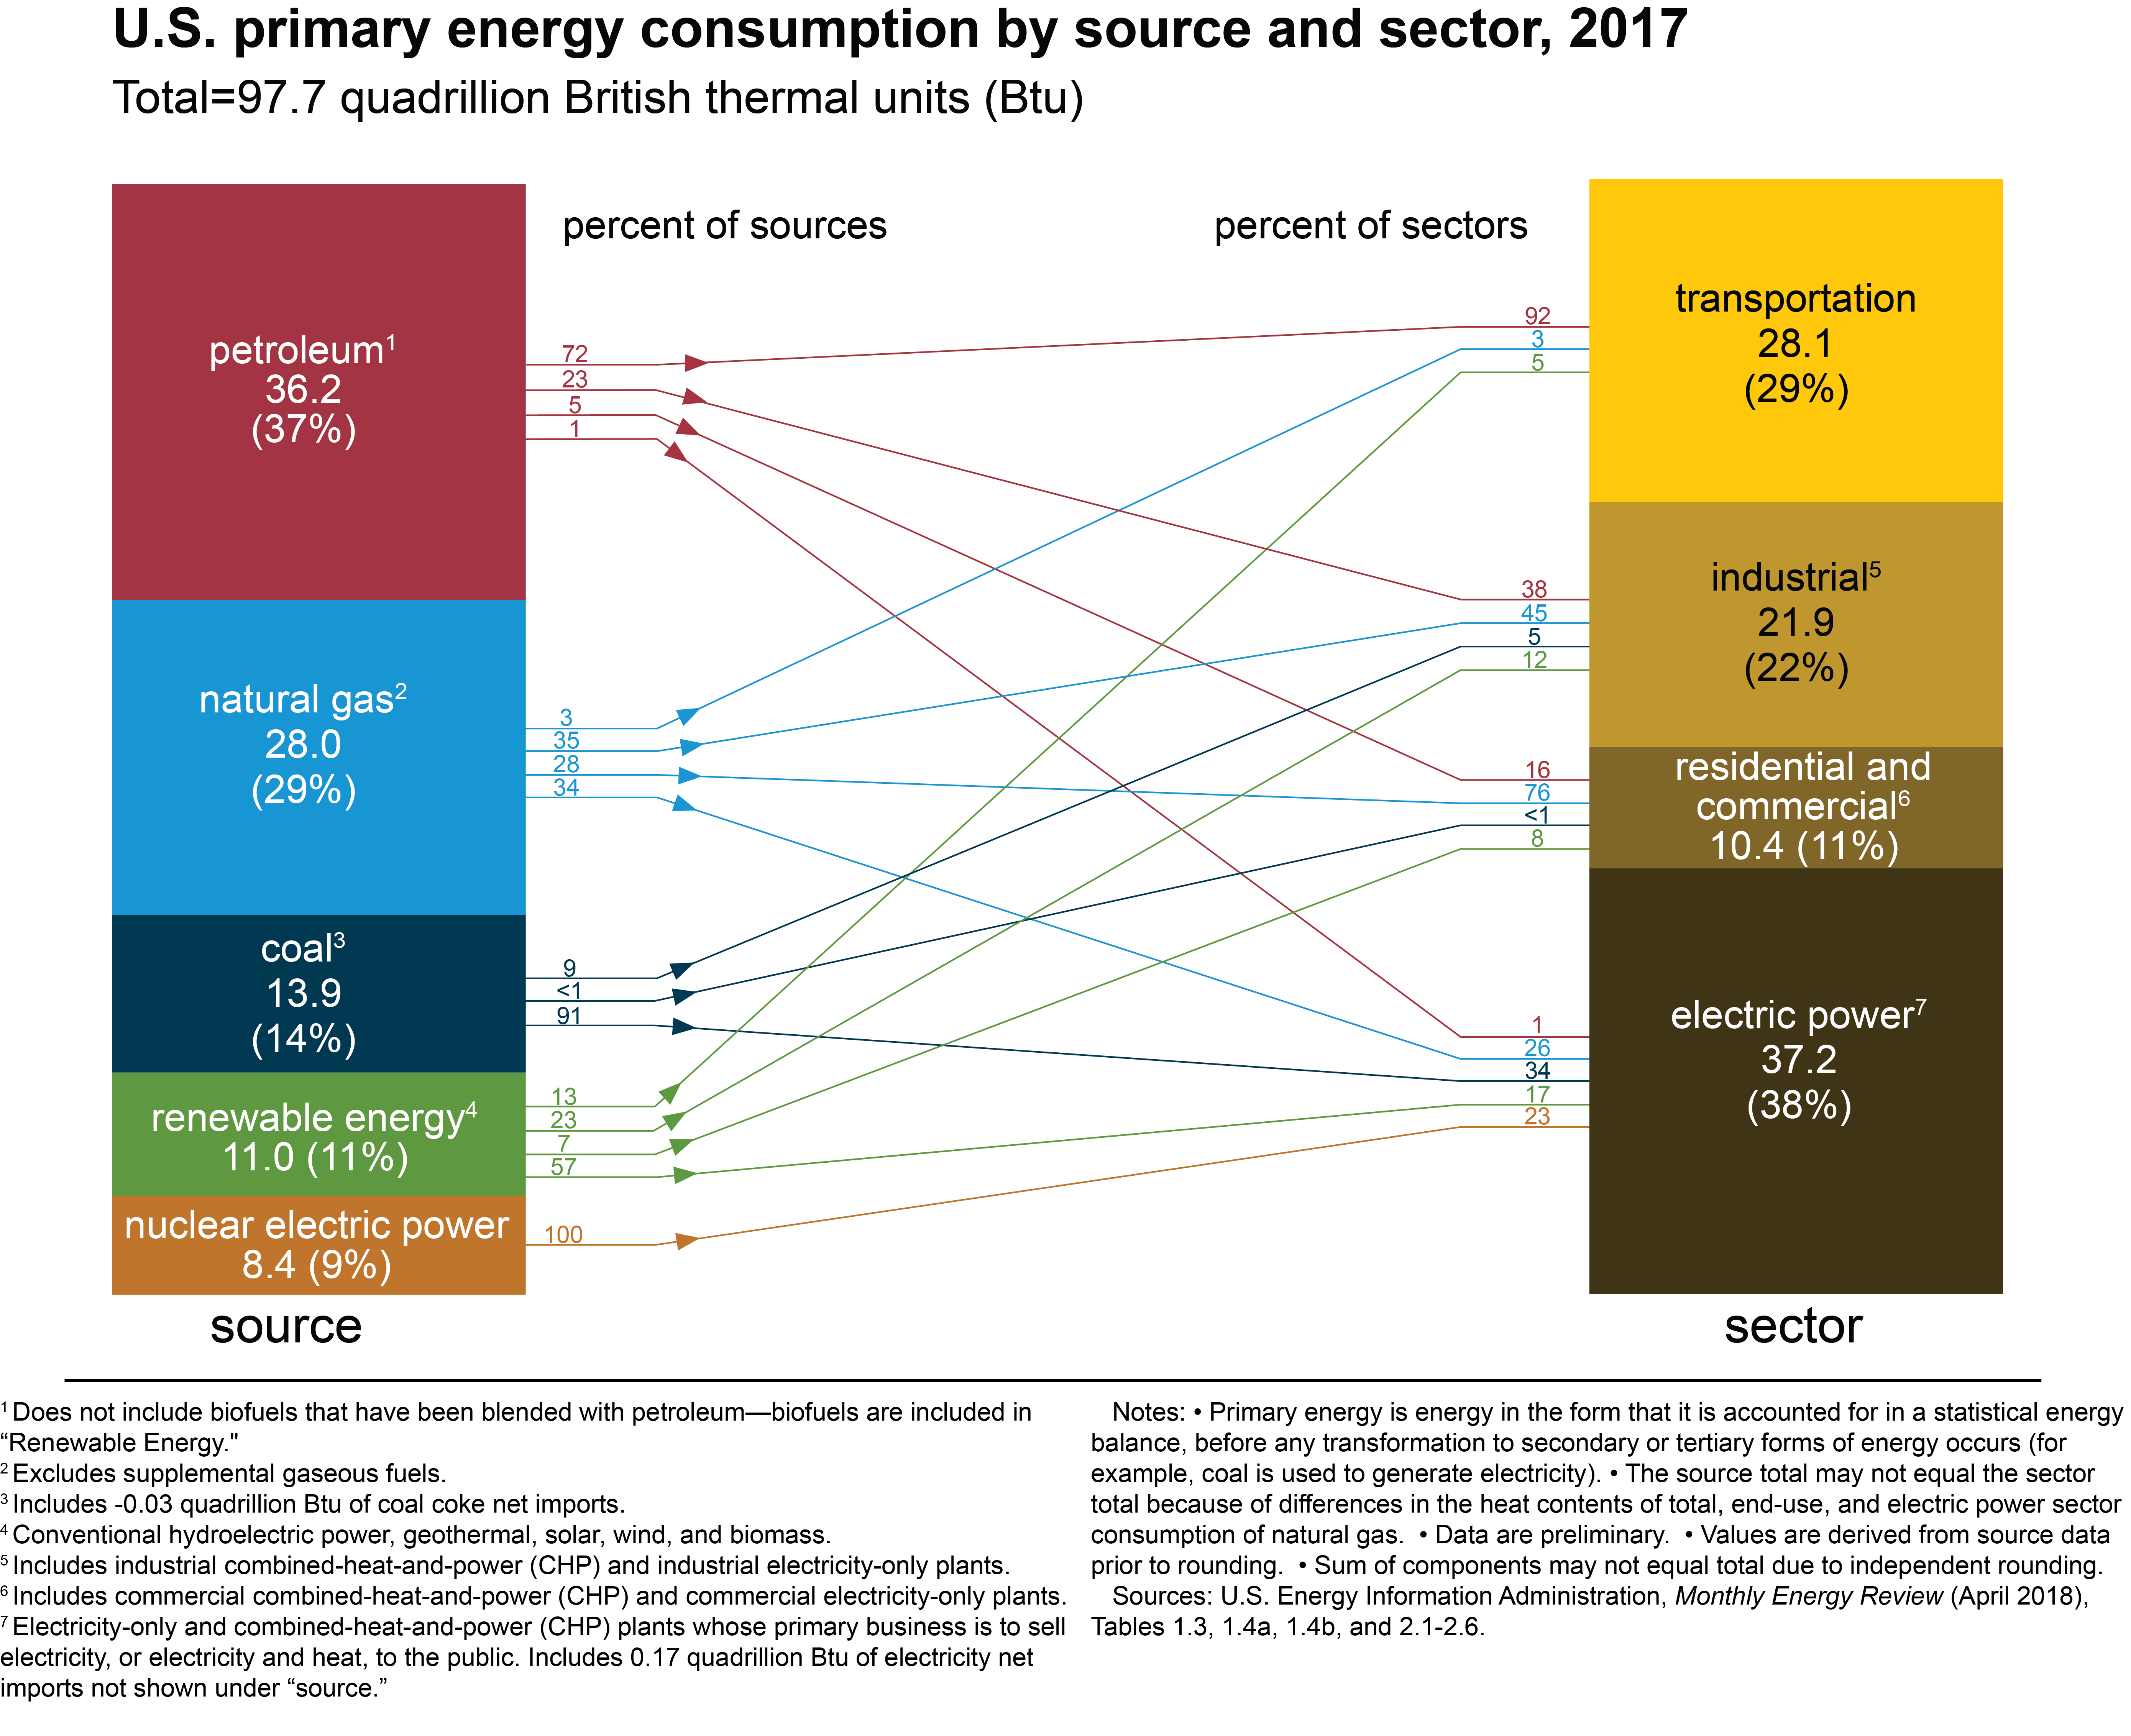 U.S. primary energy consumption by source and sector, 2017
Total=97.7 quadrillion British thermal units (Btu)
percent of sources
percent of sectors
petroleum¹
36.2
(37%)
72
23
5
1
natural gas²
28.0
(29%)
3
35
28
34
coal³
13.9
(14%)
9
<1
91
renewable energy⁴
11.0 (11%)
13
23
7
57
nuclear electric power
8.4 (9%)
100
source
92
3
5
transportation
28.1
(29%)
38
45
5
12
industrial⁵
21.9
(22%)
16
76
<1
8
residential and
commercial⁶
10.4 (11%)
1
26
34
17
23
electric power⁷
37.2
(38%)
sector
¹ Does not include biofuels that have been blended with petroleum—biofuels are included in
“Renewable Energy."
² Excludes supplemental gaseous fuels.
³ Includes -0.03 quadrillion Btu of coal coke net imports.
⁴ Conventional hydroelectric power, geothermal, solar, wind, and biomass.
⁵ Includes industrial combined-heat-and-power (CHP) and industrial electricity-only plants.
⁶ Includes commercial combined-heat-and-power (CHP) and commercial electricity-only plants.
⁷ Electricity-only and combined-heat-and-power (CHP) plants whose primary business is to sell
electricity, or electricity and heat, to the public. Includes 0.17 quadrillion Btu of electricity net
imports not shown under “source.”
Notes: • Primary energy is energy in the form that it is accounted for in a statistical energy
balance, before any transformation to secondary or tertiary forms of energy occurs (for
example, coal is used to generate electricity). • The source total may not equal the sector
total because of differences in the heat contents of total, end-use, and electric power sector
consumption of natural gas. • Data are preliminary. • Values are derived from source data
prior to rounding. • Sum of components may not equal total due to independent rounding.
Sources: U.S. Energy Information Administration, Monthly Energy Review (April 2018),
Tables 1.3, 1.4a, 1.4b, and 2.1-2.6.